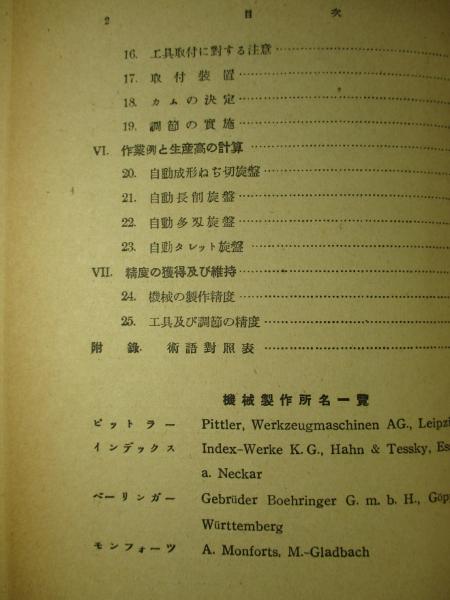 2 目次
16. 工具取付に對する注意
17. 取付裝置
18. カムの決定
19. 調節の實施
VI. 作業例と生產高の計算
20. 自動成形ねぢ切旋盤
21. 自動長削旋盤
22. 自動多刄旋盤
23. 自動タレット旋盤
VII. 精度の獲得及び維持
24. 機械の製作精度
25. 工具及び調節の精度
附錄. 術語對照表
機械製作所名一覽
ピットラー Pittler, Werkzeugmaschinen AG., Leipzi
インデックス Index-Werke K.G., Hahn & Tessky, Es
a. Neckar
ベーリンガー Gebrüder Boehringer G. m. b. H., Göp
Württemberg
モンフォーツ A. Monforts, M.-Gladbach